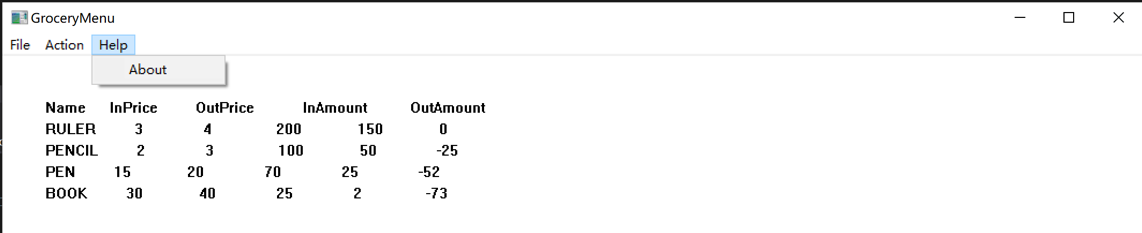 GroceryMenu
File Action Help
About
Name InPrice OutPrice InAmount OutAmount
RULER 3 4 200 150 0
PENCIL 2 3 100 50 -25
PEN 15 20 70 25 -52
BOOK 30 40 25 2 -73